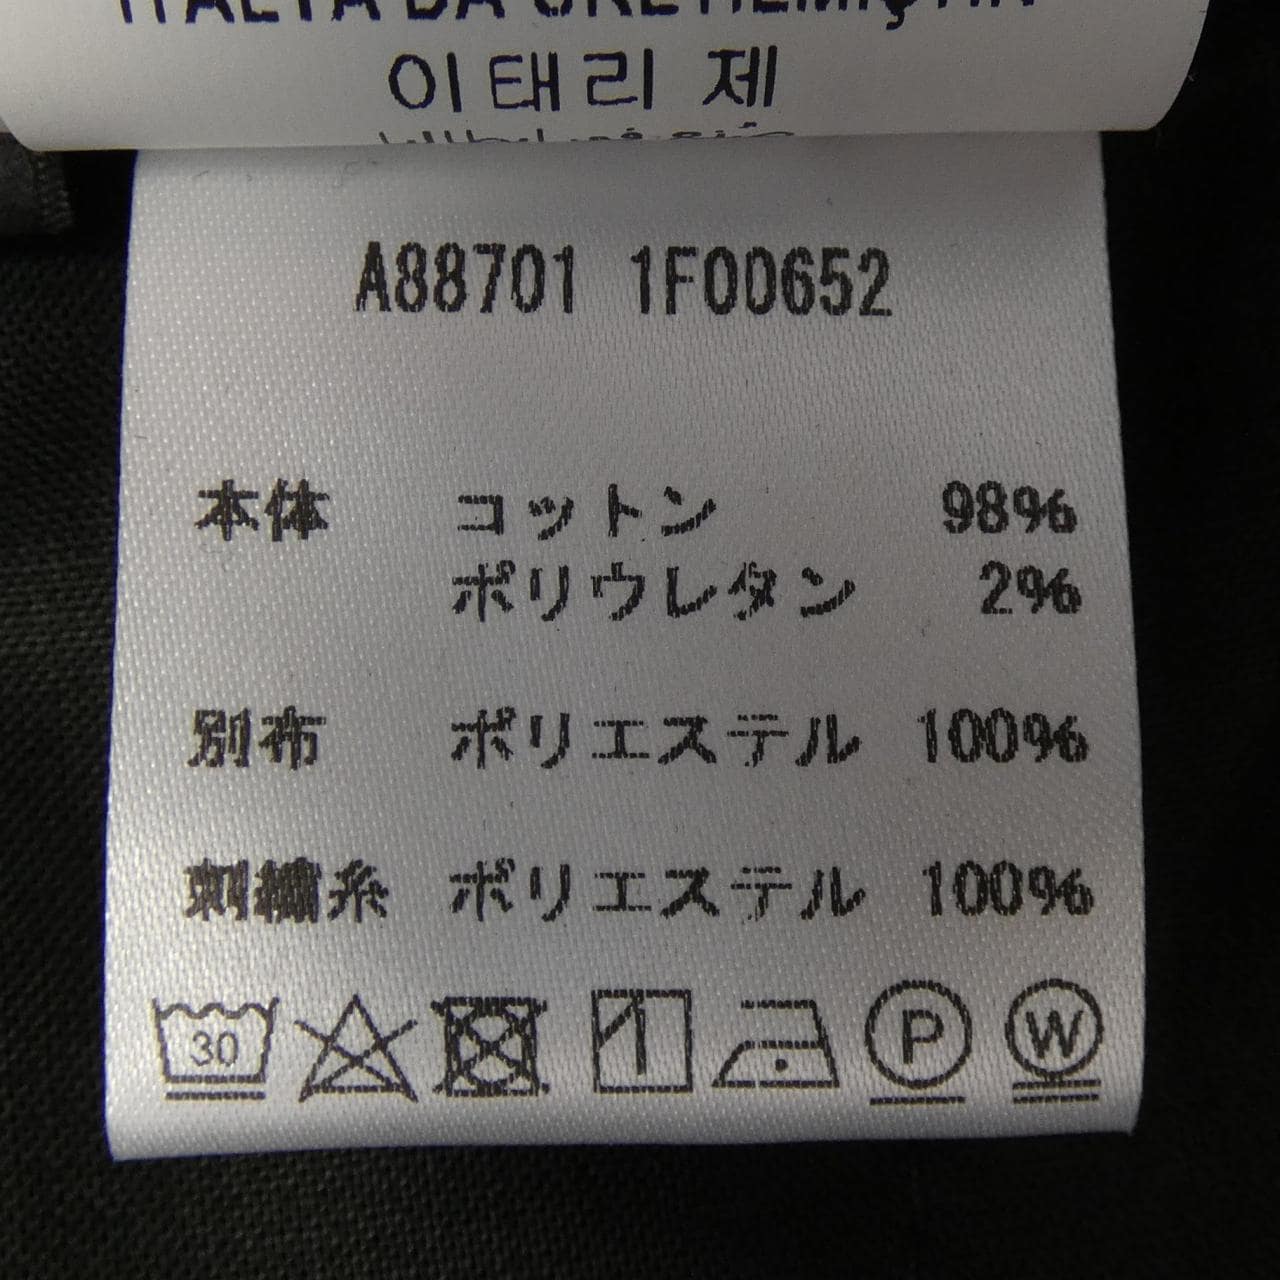 이태리 제
A88701 1F00652
本体 コットン 98%
ポリウレタン 2%
別布 ポリエステル 100%
刺繍糸 ポリエステル 100%
30
P
W